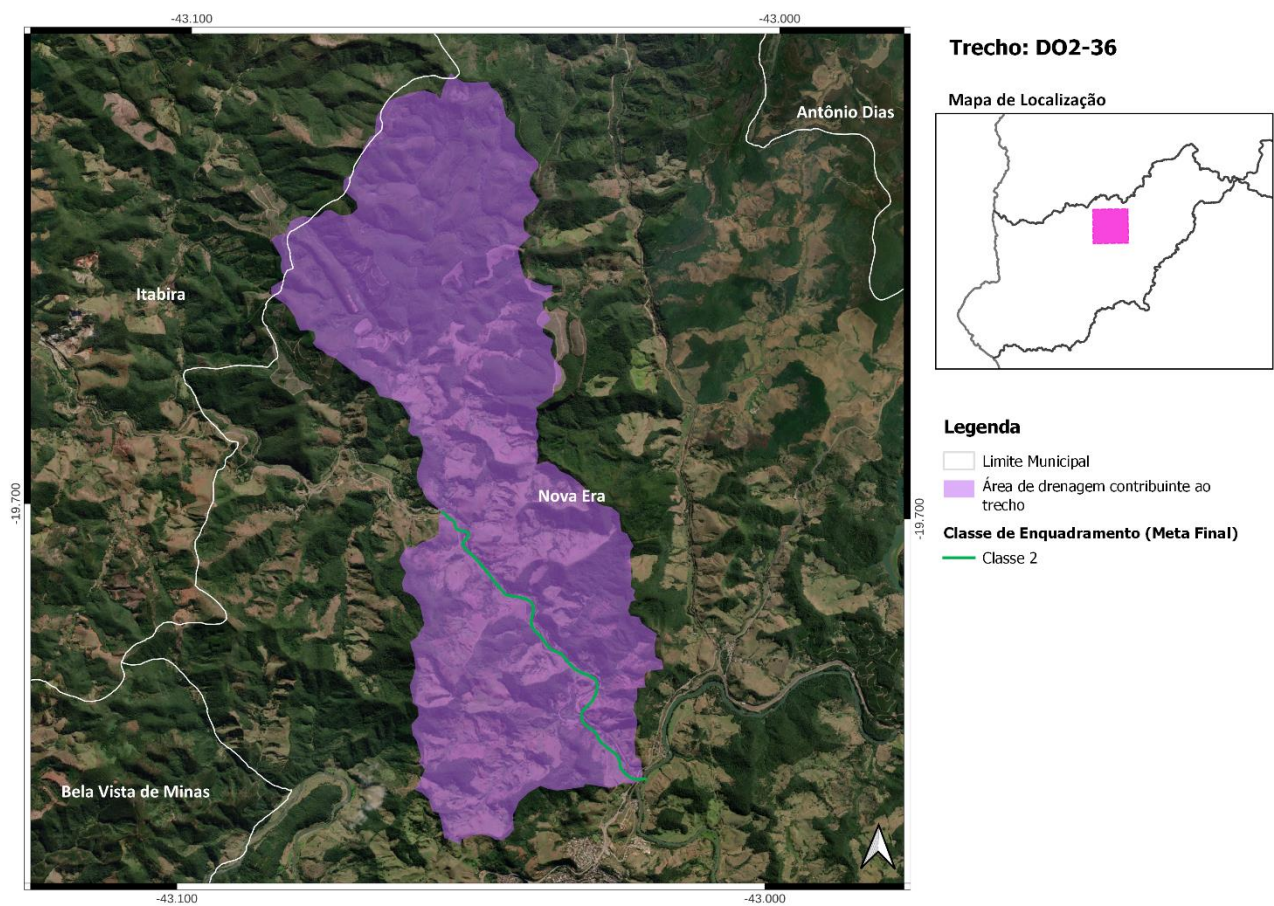 -43.100
-43.000
Trecho: DO2-36
Mapa de Localização
Antônio Dias
Itabira
Legenda
Limite Municipal
Área de drenagem contribuinte ao
trecho
Nova Era
-19.700
-19.700
Classe de Enquadramento (Meta Final)
Classe 2
Bela Vista de Minas
-43.100
-43.000